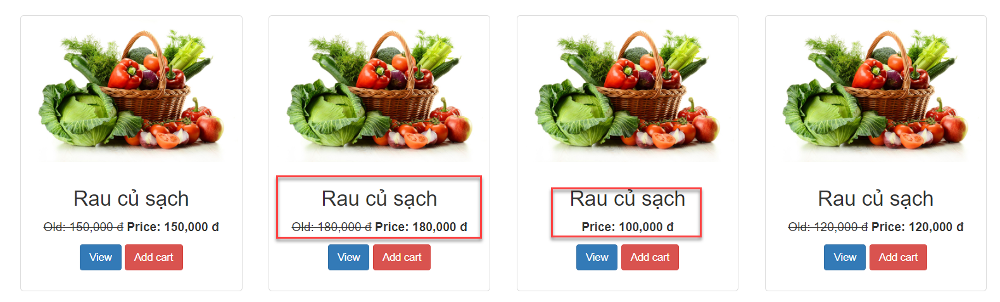 Rau củ sạch
Old: 150,000 đ Price: 150,000 đ
View Add cart
Rau củ sạch
Old: 180,000 đ Price: 180,000 đ
View Add cart
Rau củ sạch
Price: 100,000 đ
View Add cart
Rau củ sạch
Old: 120,000 đ Price: 120,000 đ
View Add cart